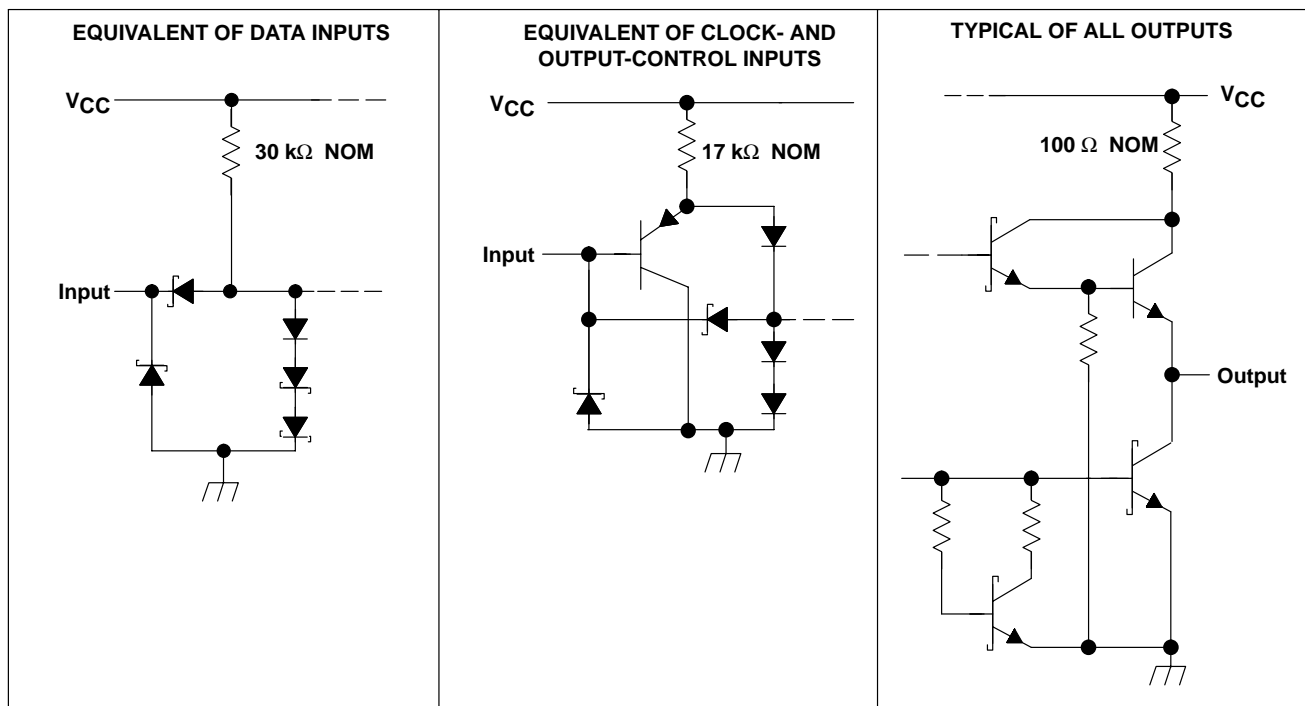 EQUIVALENT OF DATA INPUTS
VCC
30 kΩ NOM
Input
EQUIVALENT OF CLOCK- AND
OUTPUT-CONTROL INPUTS
VCC
17 kΩ NOM
Input
TYPICAL OF ALL OUTPUTS
VCC
100 Ω NOM
Output